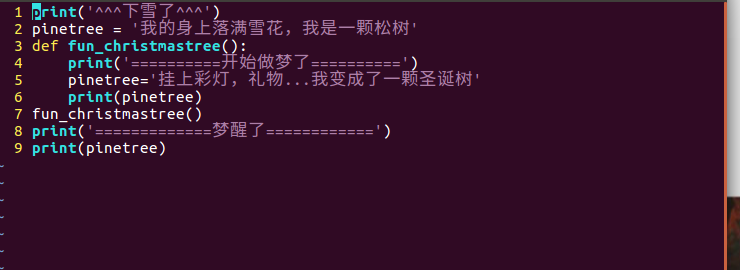 1 print('^^^下雪了^^^')
2 pinetree = '我的身上落满雪花，我是一颗松树'
3 def fun_christmastree():
4     print('==========开始做梦了==========')
5     pinetree='挂上彩灯，礼物...我变成了一颗圣诞树'
6     print(pinetree)
7 fun_christmastree()
8 print('=============梦醒了============')
9 print(pinetree)
~
~
~
~
~
~
~